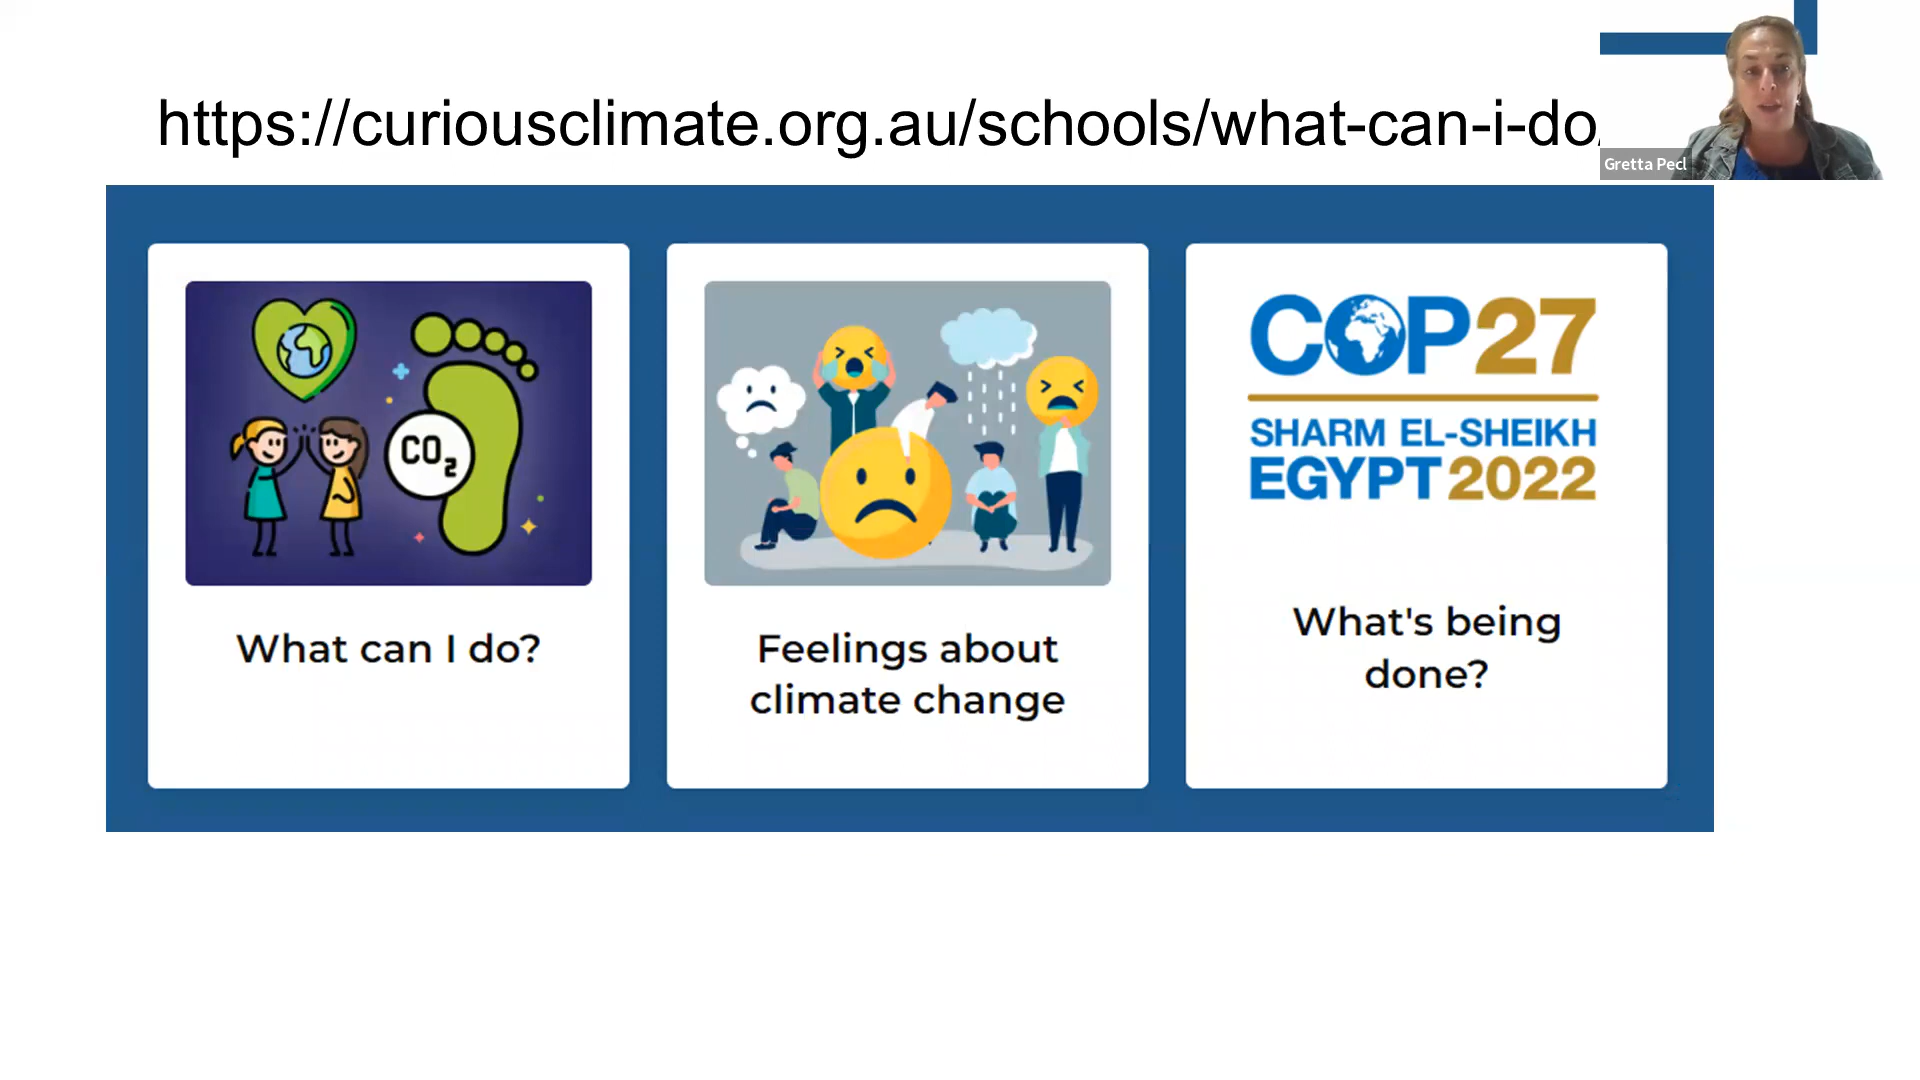 https://curiousclimate.org.au/schools/what-can-i-do/
Gretta Pecl
CO2
What can I do?
Feelings about
climate change
COP27
SHARM EL-SHEIKH
EGYPT 2022
What's being
done?